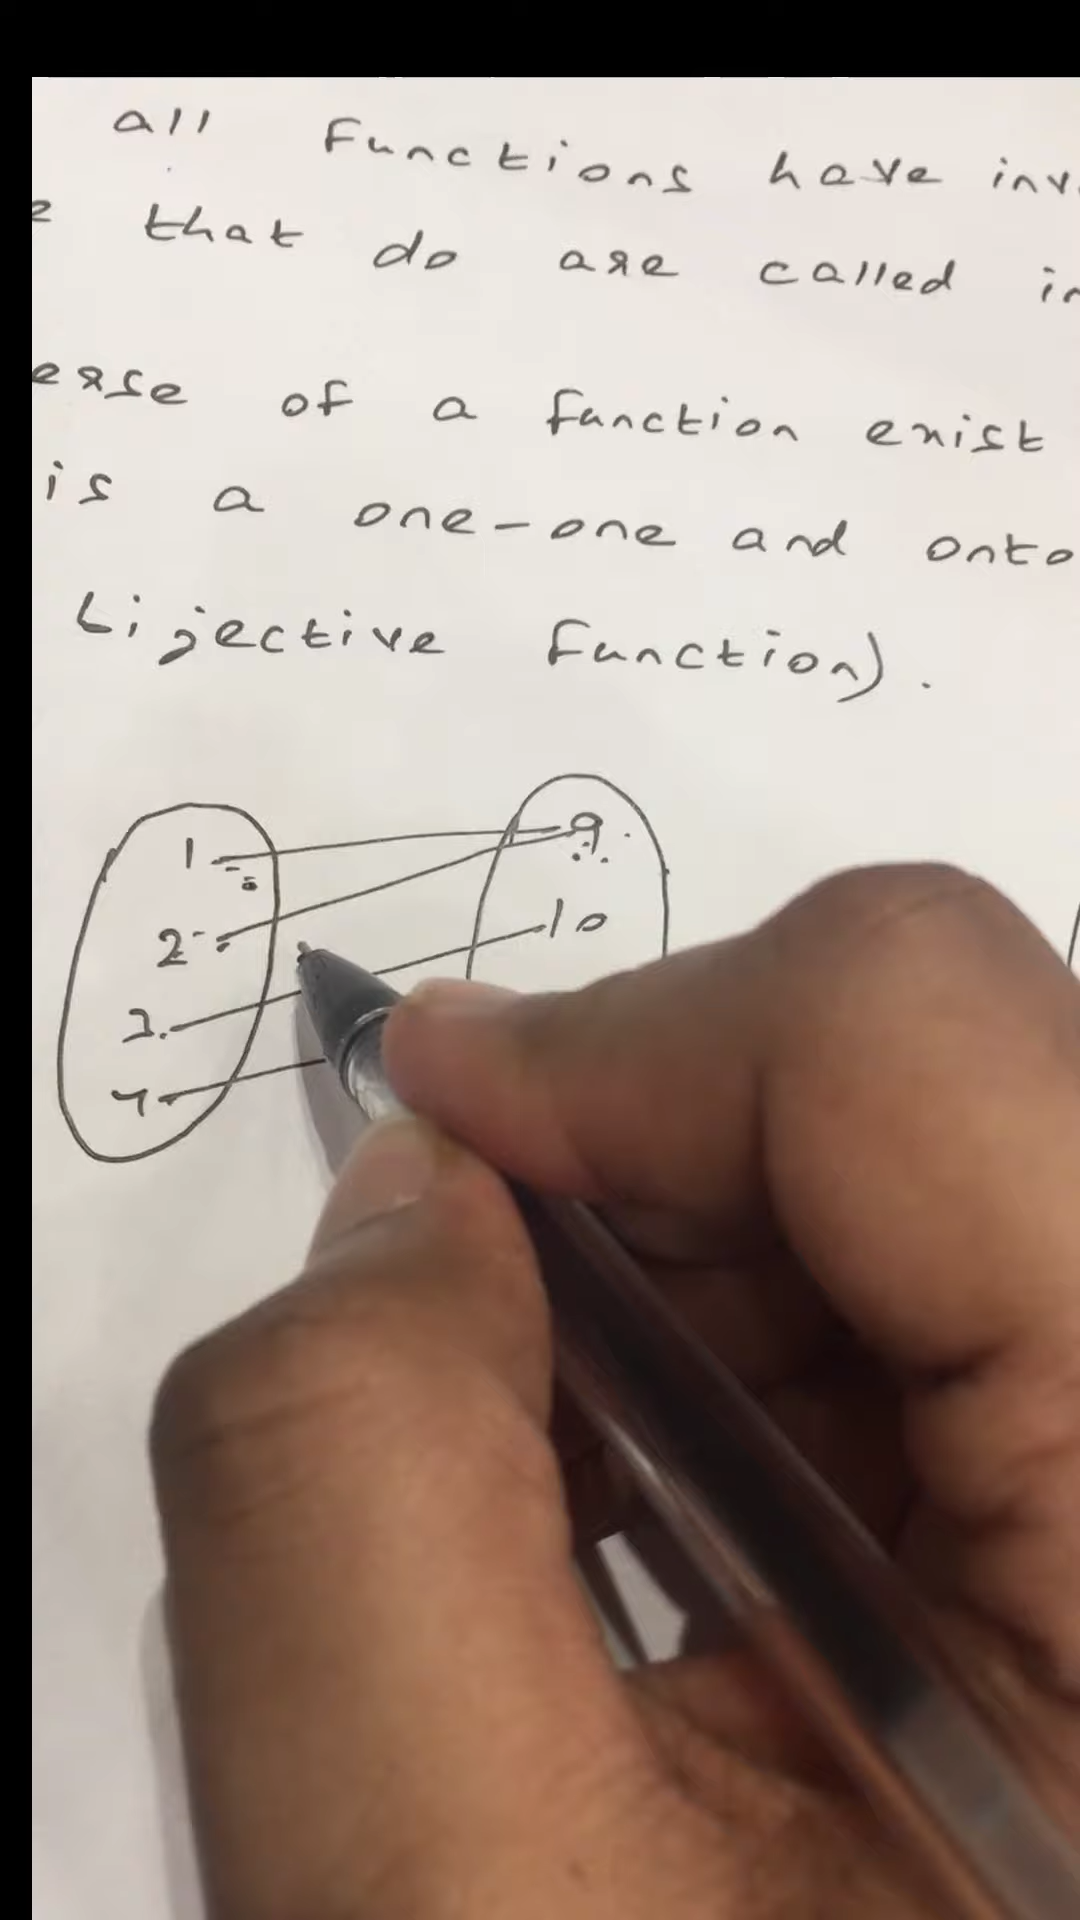 all functions have inv
e that do are called in
erse of a function exist
is a one-one and onto
bijective function).
1 9
2 10
3
4